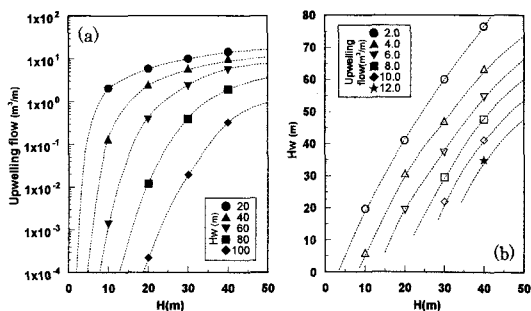 (a)
Upwelling flow (m³/m)
1x10²
1x10¹
1x10⁰
1x10⁻¹
1x10⁻²
1x10⁻³
1x10⁻⁴
0 10 20 30 40 50
H(m)
Hw (m)
20
40
60
80
100
80
70
60
50
40
30
20
10
0
Hw (m)
Upwelling
flow(m³/m)
2.0
4.0
6.0
8.0
10.0
12.0
(b)
0 10 20 30 40 50
H(m)